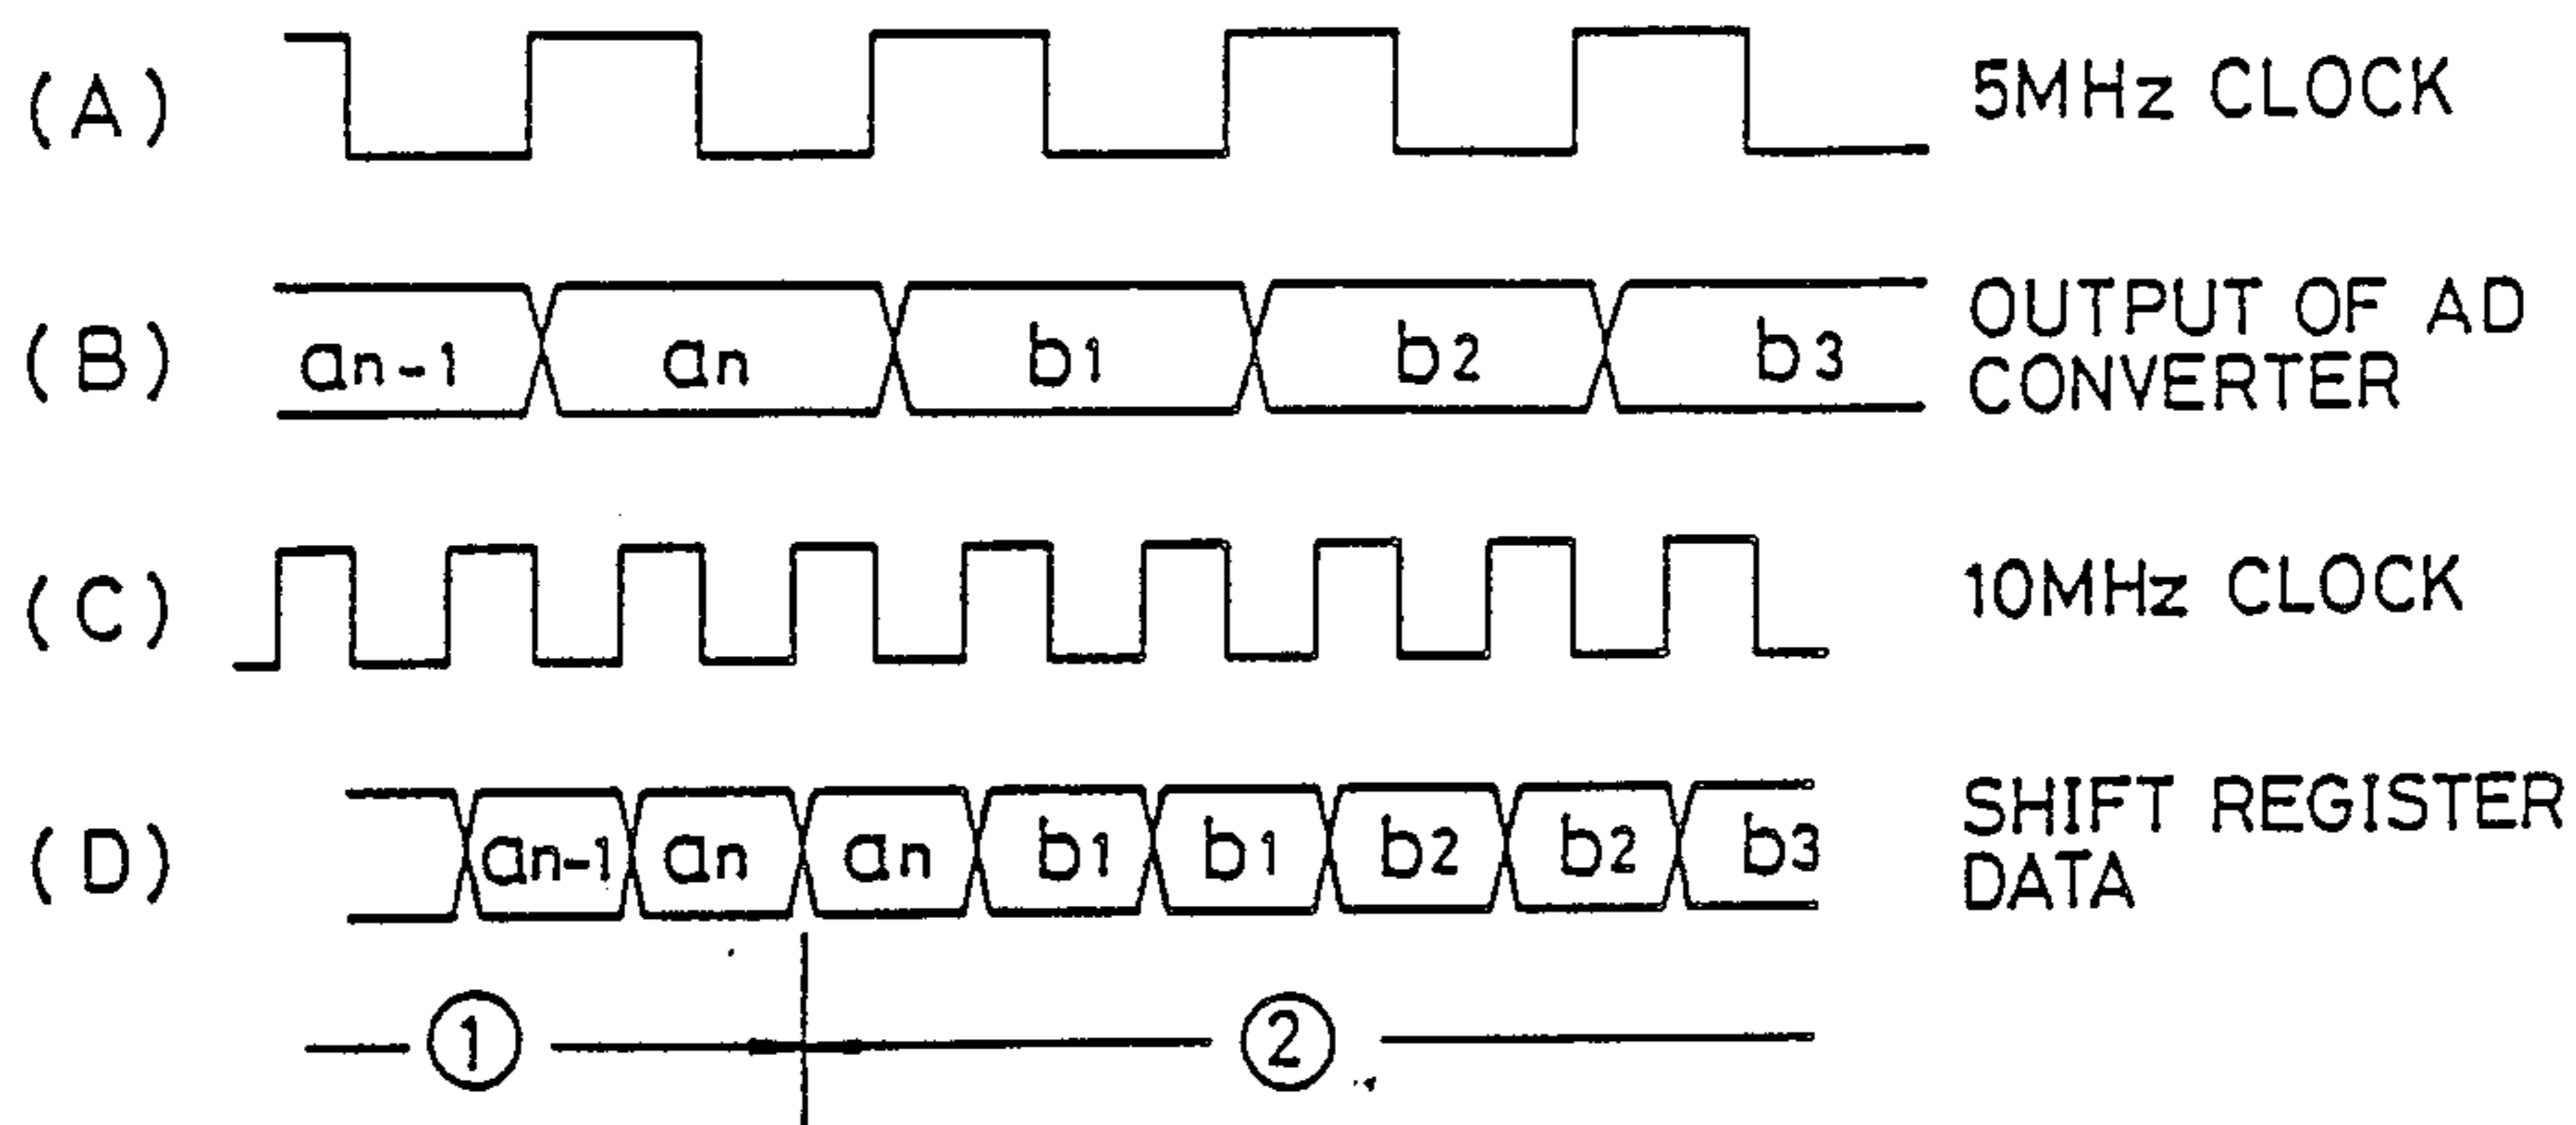 (A) 5MHz CLOCK
(B) an-1 an b1 b2 b3 OUTPUT OF AD
CONVERTER
(C) 10MHz CLOCK
(D) an-1 an an b1 b1 b2 b2 b3 SHIFT REGISTER
DATA
① ②